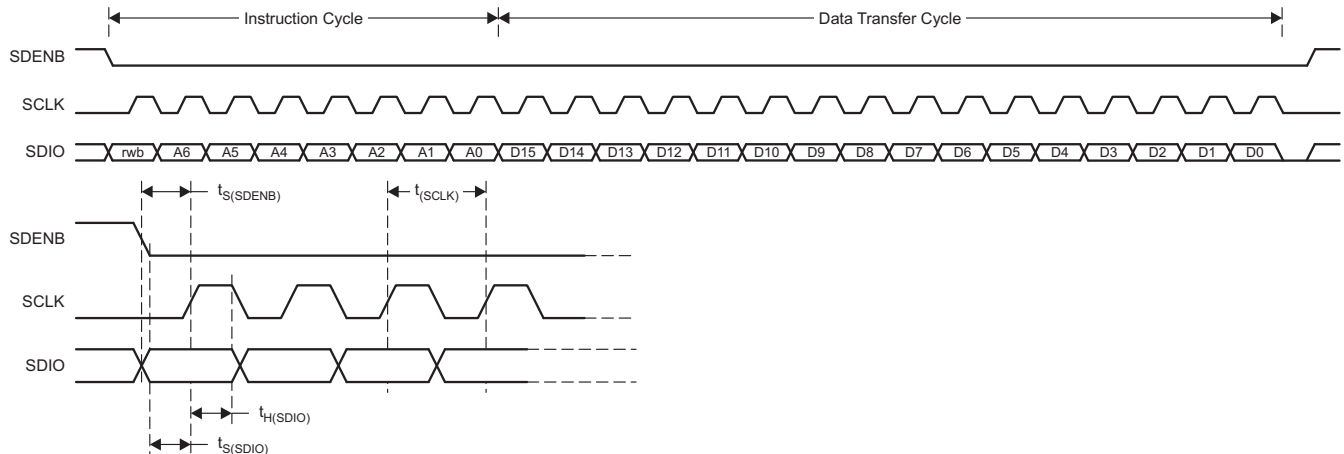 Instruction Cycle
Data Transfer Cycle
SDENB
SCLK
SDIO
rwb A6 A5 A4 A3 A2 A1 A0 D15 D14 D13 D12 D11 D10 D9 D8 D7 D6 D5 D4 D3 D2 D1 D0
tS(SDENB)
t(SCLK)
SDENB
SCLK
SDIO
tH(SDIO)
tS(SDIO)